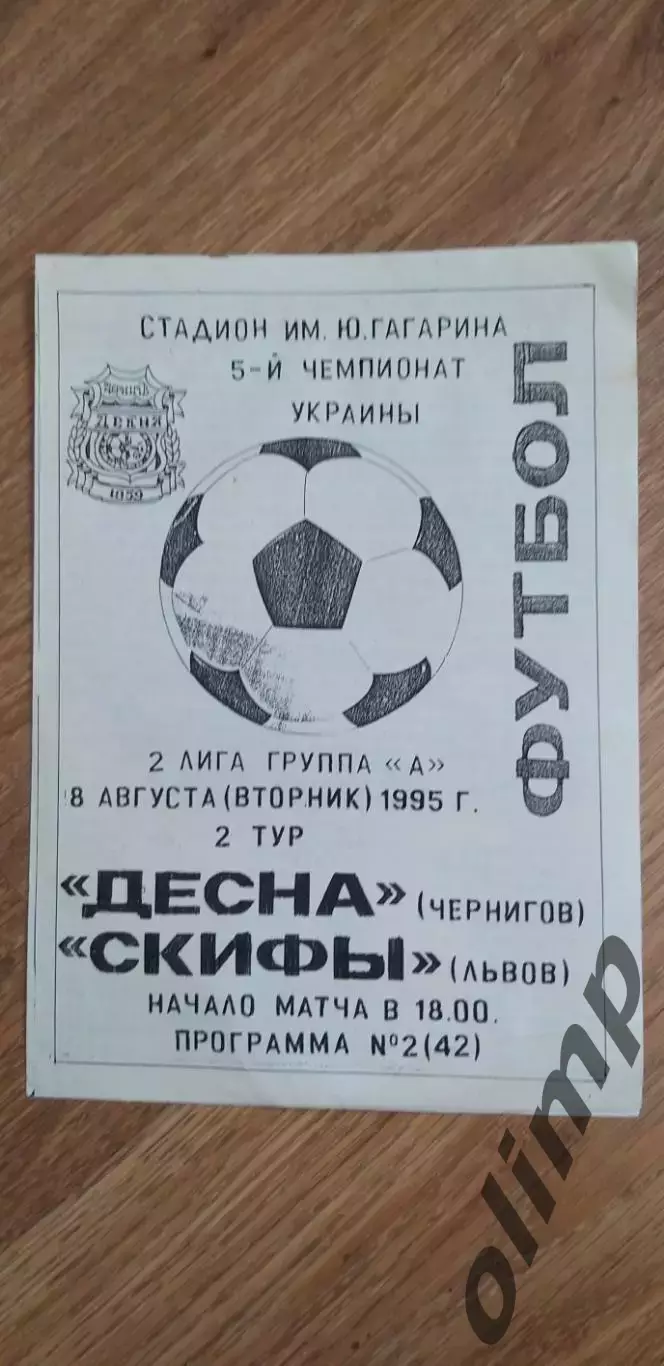 СТАДИОН ИМ. Ю.ГАГАРИНА
5-Й ЧЕМПИОНАТ
УКРАИНЫ
ДЕСНА
ФУТБОЛ
2 ЛИГА ГРУППА «А»
8 АВГУСТА (ВТОРНИК) 1995 Г.
2 ТУР
«ДЕСНА» (ЧЕРНИГОВ)
«СКИФЫ» (ЛЬВОВ)
НАЧАЛО МАТЧА В 18.00.
ПРОГРАММА №2(42)
olimp